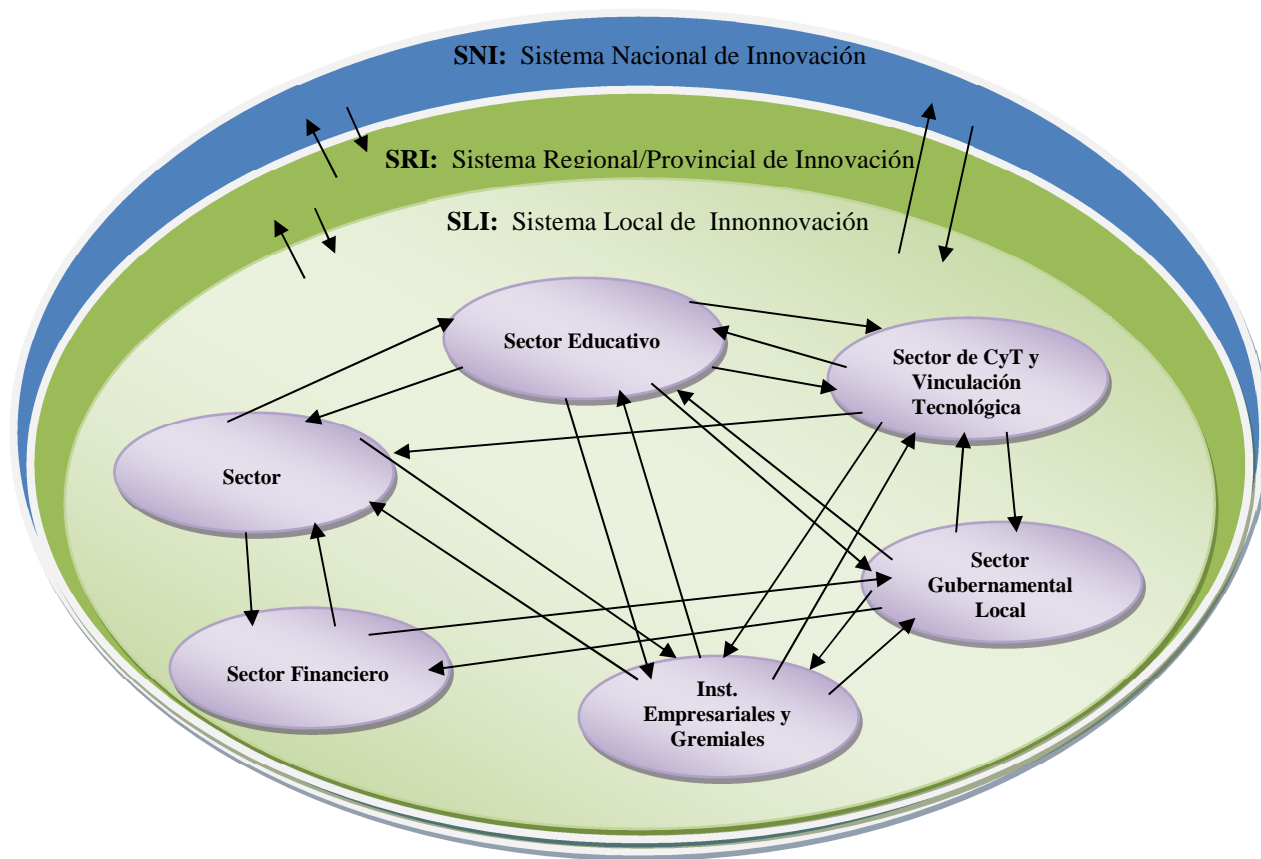 SNI: Sistema Nacional de Innovación
SRI: Sistema Regional/Provincial de Innovación
SLI: Sistema Local de Innonnovación
Sector Educativo
Sector de CyT y
Vinculación
Tecnológica
Sector
Sector
Gubernamental
Local
Sector Financiero
Inst.
Empresariales y
Gremiales